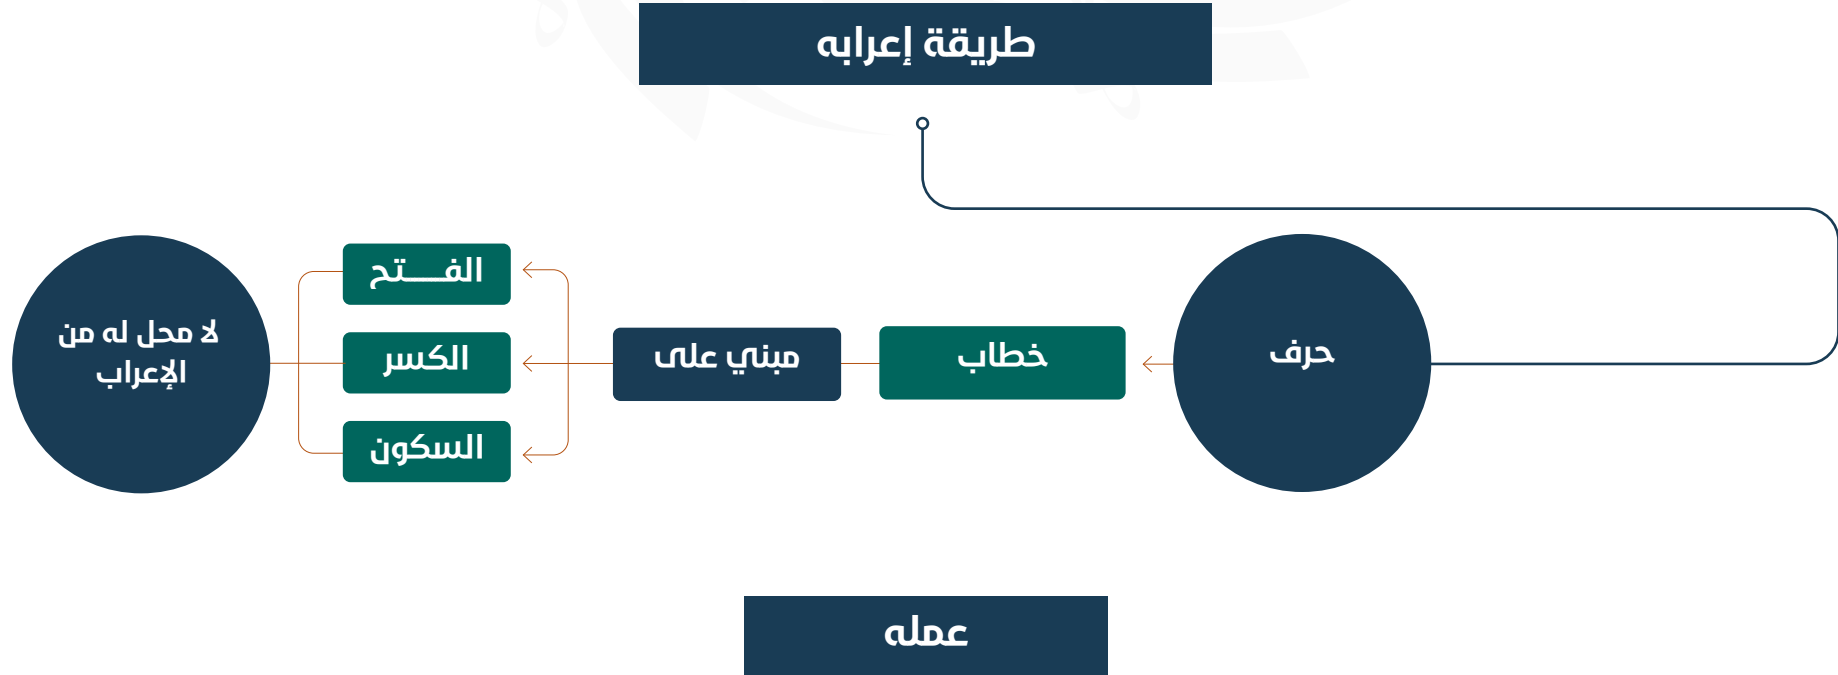 طريقة إعرابه
حرف
خطاب
مبني على
الفـــتح
الكسر
السكون
لا محل له من
الإعراب
عمله